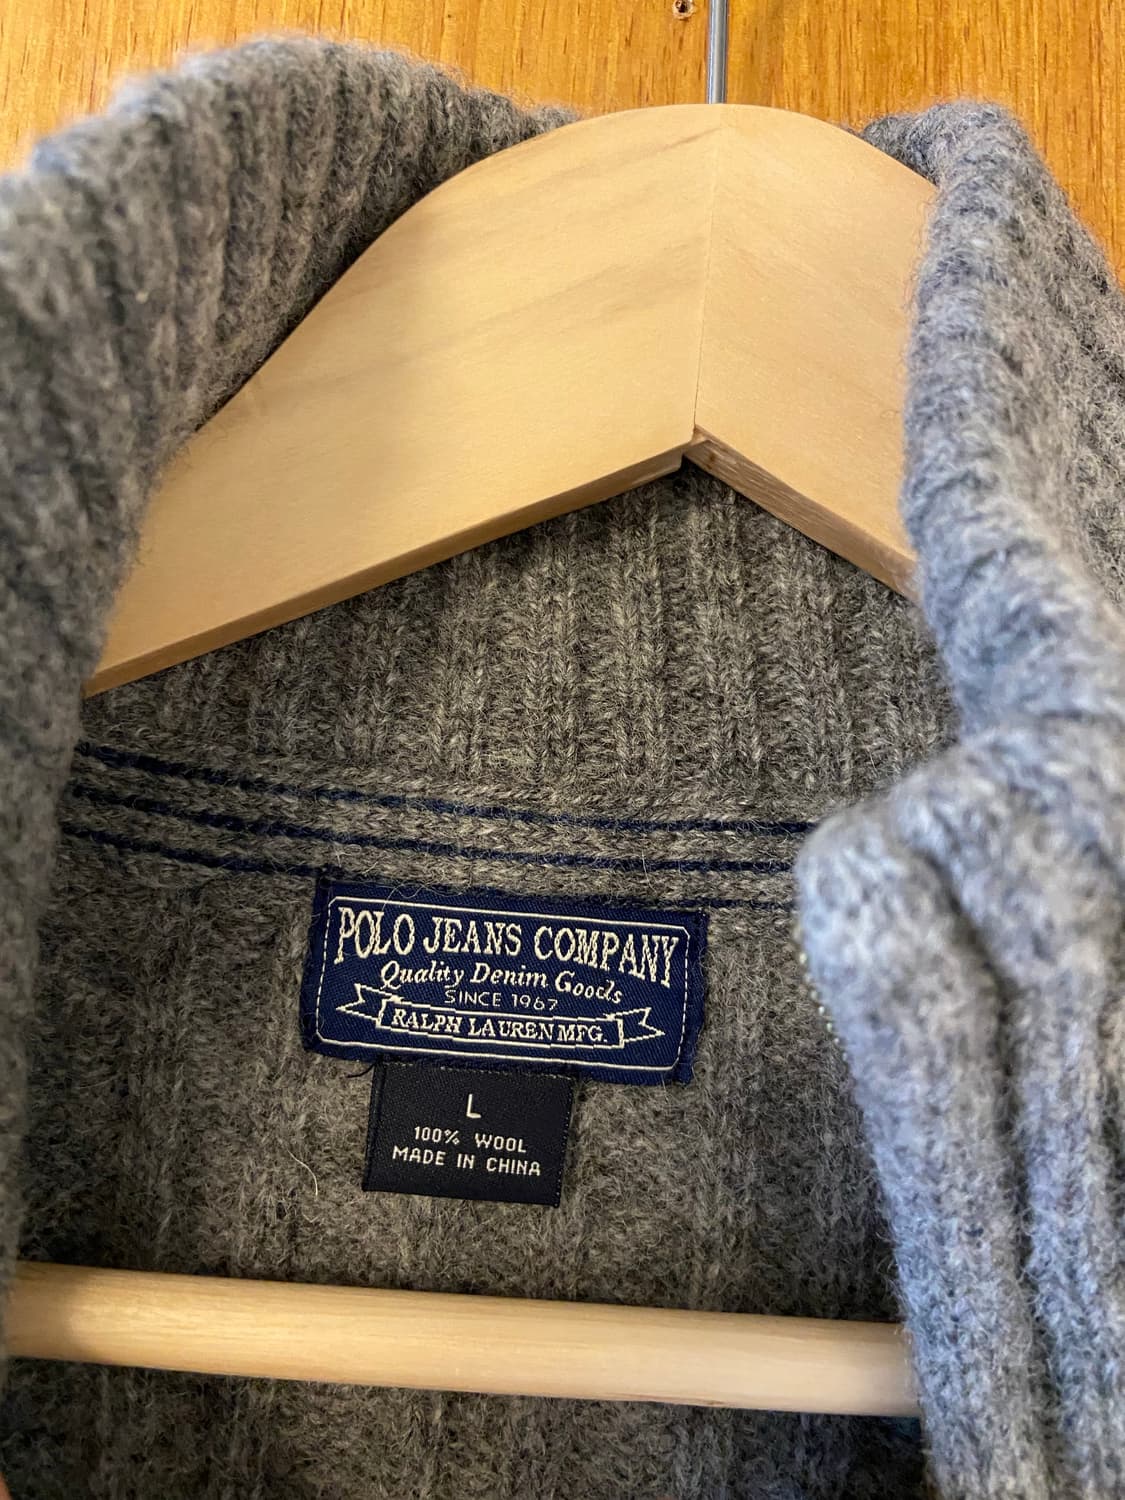 POLO JEANS COMPANY
Quality Denim Goods
SINCE 1967
RALPH LAUREN MFG.
L
100% WOOL
MADE IN CHINA